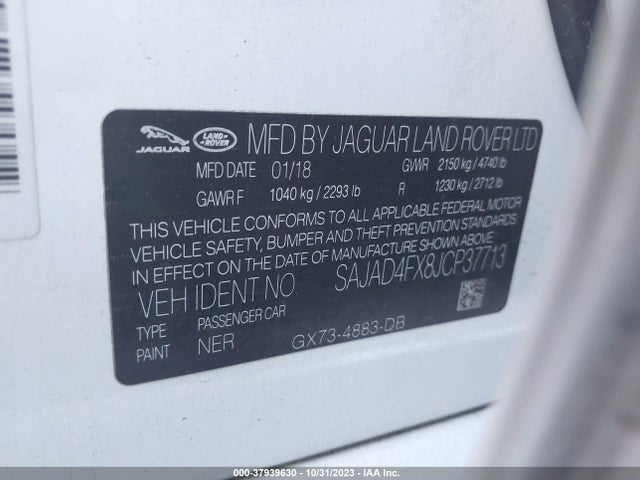 JAGUAR LAND-ROVER MFD BY JAGUAR LAND ROVER LTD
MFD DATE 01/18 GVWR 2150 kg / 4740 lb
GAWR F 1040 kg / 2293 lb R 1230 kg / 2712 lb
THIS VEHICLE CONFORMS TO ALL APPLICABLE FEDERAL MOTOR
VEHICLE SAFETY, BUMPER AND THEFT PREVENTION STANDARDS
IN EFFECT ON THE DATE OF MANUFACTURE SHOWN ABOVE.
VEH IDENT NO. SAJAD4FX8JCP37713
TYPE PASSENGER CAR
PAINT NER GX73-4883-DB
000-37939630 - 10/31/2023 - IAA Inc.